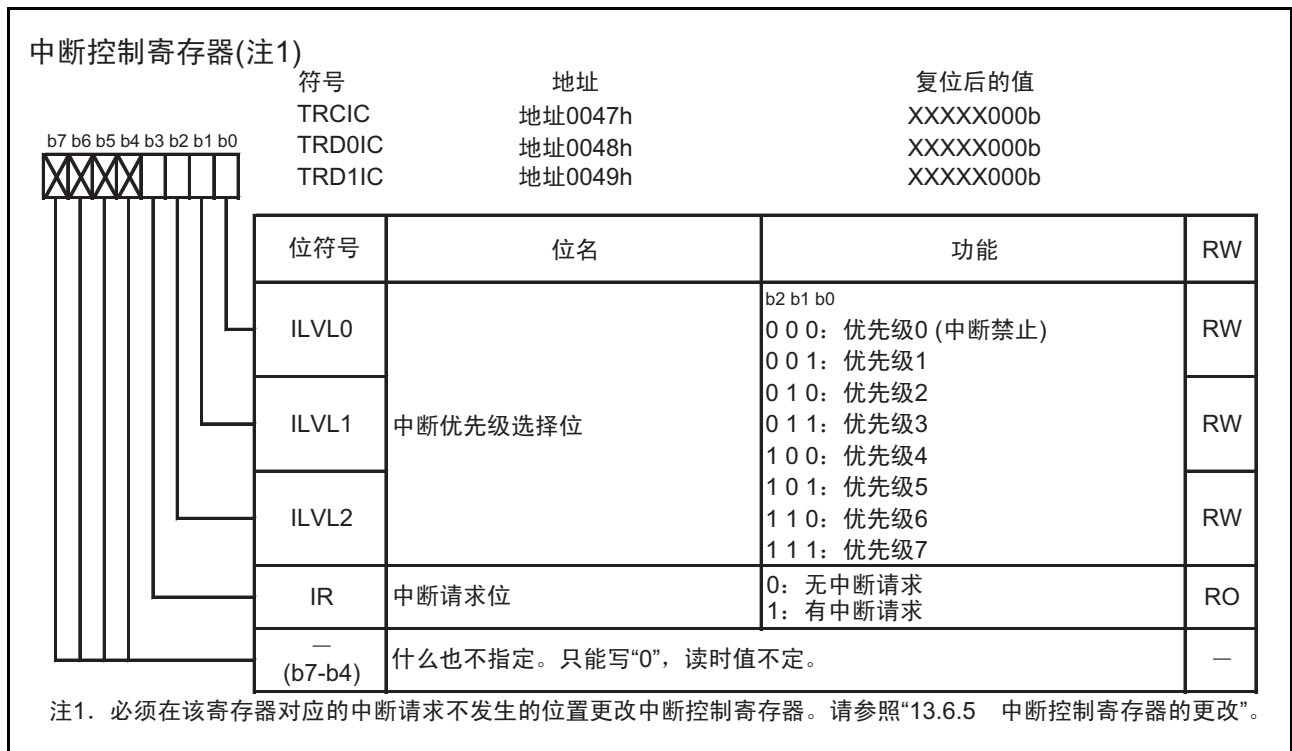 中断控制寄存器(注1)
符号 地址 复位后的值
TRCIC 地址0047h XXXXX000b
TRD0IC 地址0048h XXXXX000b
TRD1IC 地址0049h XXXXX000b
b7 b6 b5 b4 b3 b2 b1 b0
位符号 位名 功能 RW
ILVL0
ILVL1
ILVL2
中断优先级选择位
b2 b1 b0
0 0 0：优先级0 (中断禁止)
0 0 1：优先级1
0 1 0：优先级2
0 1 1：优先级3
1 0 0：优先级4
1 0 1：优先级5
1 1 0：优先级6
1 1 1：优先级7
RW
RW
RW
IR 中断请求位
0：无中断请求
1：有中断请求
RO
—
(b7-b4)
什么也不指定。只能写“0”，读时值不定。
—
注1．必须在该寄存器对应的中断请求不发生的位置更改中断控制寄存器。请参照“13.6.5 中断控制寄存器的更改”。